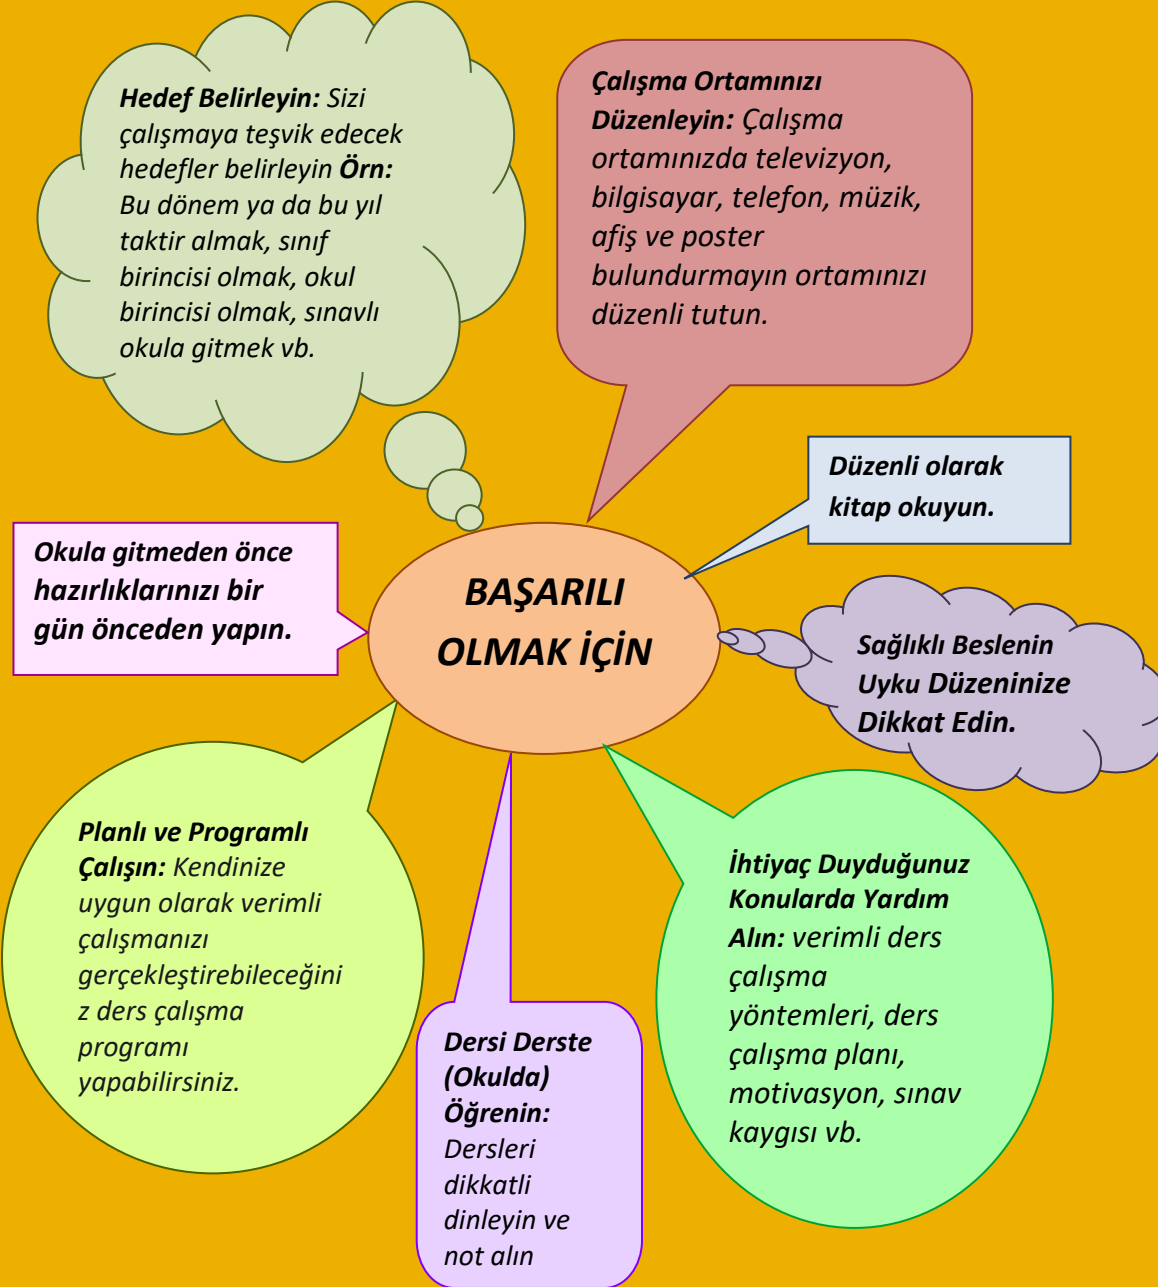 Hedef Belirleyin: Sizi
çalışmaya teşvik edecek
hedefler belirleyin Örn:
Bu dönem ya da bu yıl
taktir almak, sınıf
birincisi olmak, okul
birincisi olmak, sınavlı
okula gitmek vb.
Çalışma Ortamınızı
Düzenleyin: Çalışma
ortamınızda televizyon,
bilgisayar, telefon, müzik,
afiş ve poster
bulundurmayın ortamınızı
düzenli tutun.
Düzenli olarak
kitap okuyun.
Okula gitmeden önce
hazırlıklarınızı bir
gün önceden yapın.
BAŞARILI
OLMAK İÇİN
Sağlıklı Beslenin
Uyku Düzeninize
Dikkat Edin.
Planlı ve Programlı
Çalışın: Kendinize
uygun olarak verimli
çalışmanızı
gerçekleştirebileceğini
z ders çalışma
programı
yapabilirsiniz.
Dersi Derste
(Okulda)
Öğrenin:
Dersleri
dikkatli
dinleyin ve
not alın
İhtiyaç Duyduğunuz
Konularda Yardım
Alın: verimli ders
çalışma
yöntemleri, ders
çalışma planı,
motivasyon, sınav
kaygısı vb.